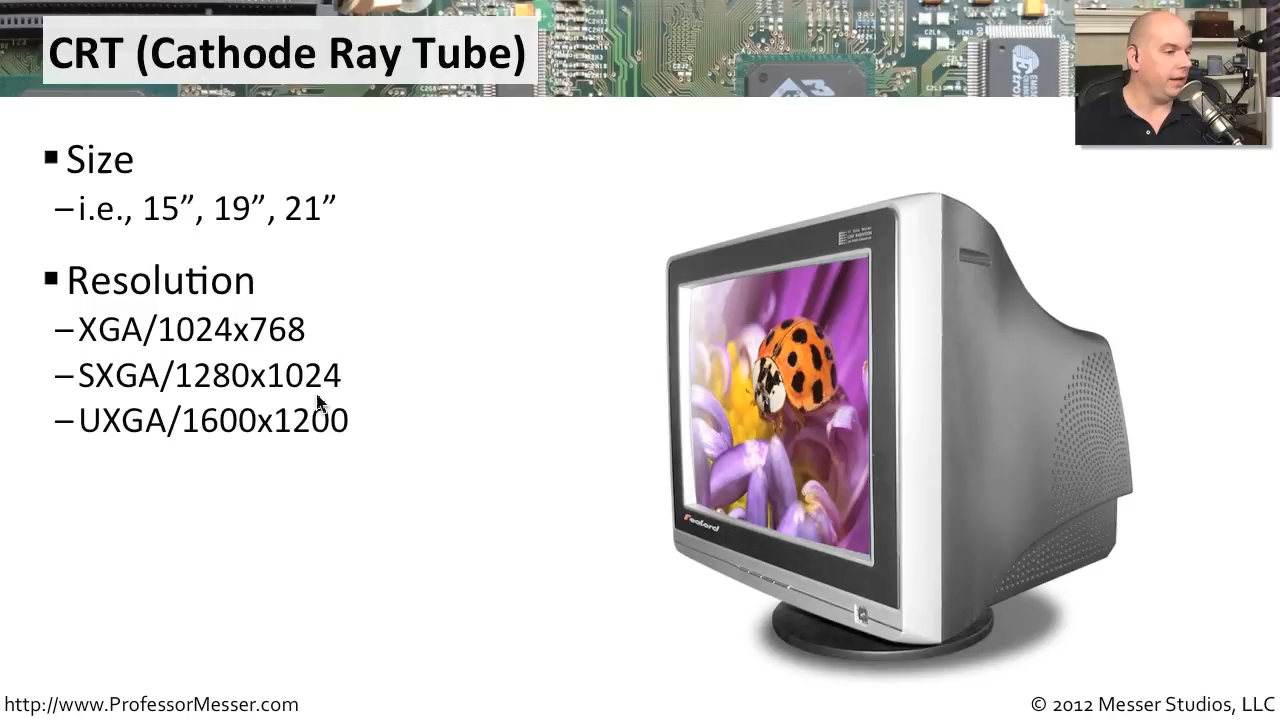 CRT (Cathode Ray Tube)
▪ Size
–i.e., 15”, 19”, 21”
▪ Resolution
–XGA/1024x768
–SXGA/1280x1024
–UXGA/1600x1200
http://www.ProfessorMesser.com
© 2012 Messer Studios, LLC